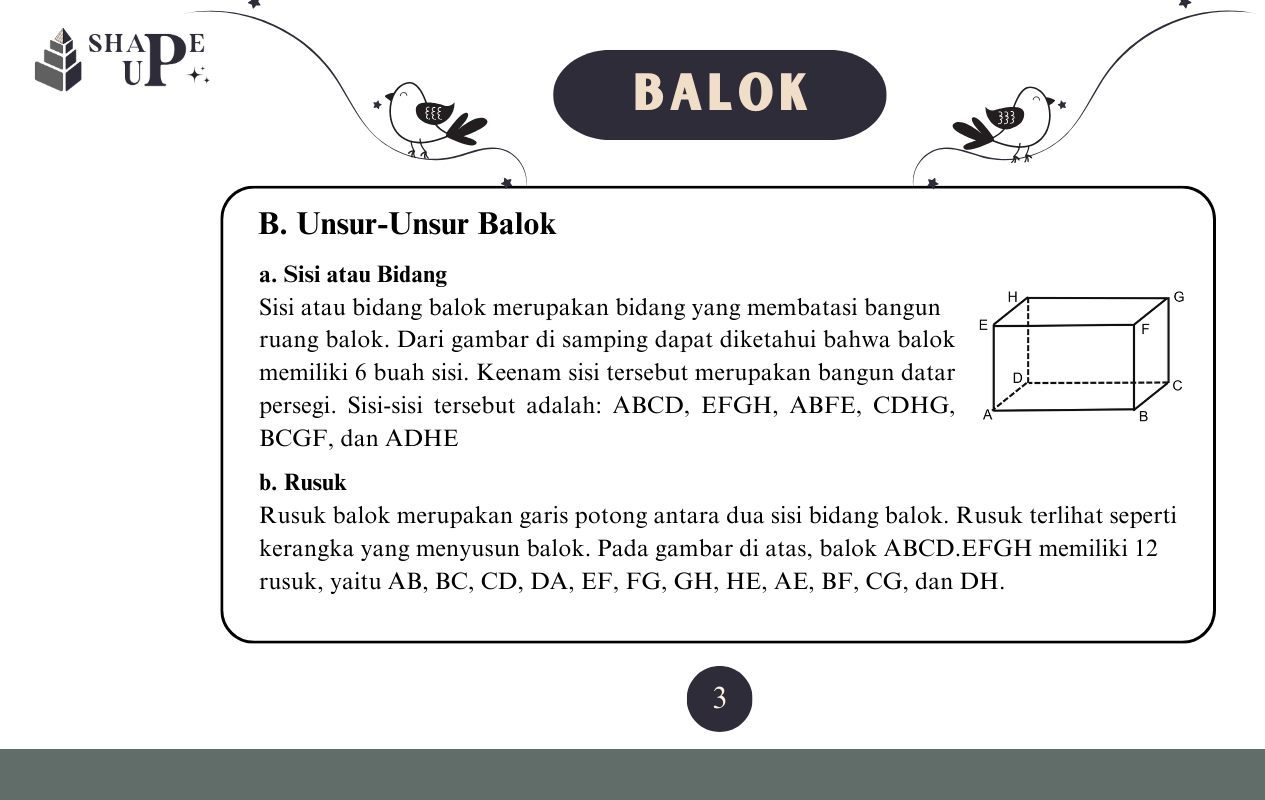 SHAPE
UP
BALOK
B. Unsur-Unsur Balok
a. Sisi atau Bidang
Sisi atau bidang balok merupakan bidang yang membatasi bangun
ruang balok. Dari gambar di samping dapat diketahui bahwa balok
memiliki 6 buah sisi. Keenam sisi tersebut merupakan bangun datar
persegi. Sisi-sisi tersebut adalah: ABCD, EFGH, ABFE, CDHG,
BCGF, dan ADHE
H
G
E
F
D
C
A
B
b. Rusuk
Rusuk balok merupakan garis potong antara dua sisi bidang balok. Rusuk terlihat seperti
kerangka yang menyusun balok. Pada gambar di atas, balok ABCD.EFGH memiliki 12
rusuk, yaitu AB, BC, CD, DA, EF, FG, GH, HE, AE, BF, CG, dan DH.
3